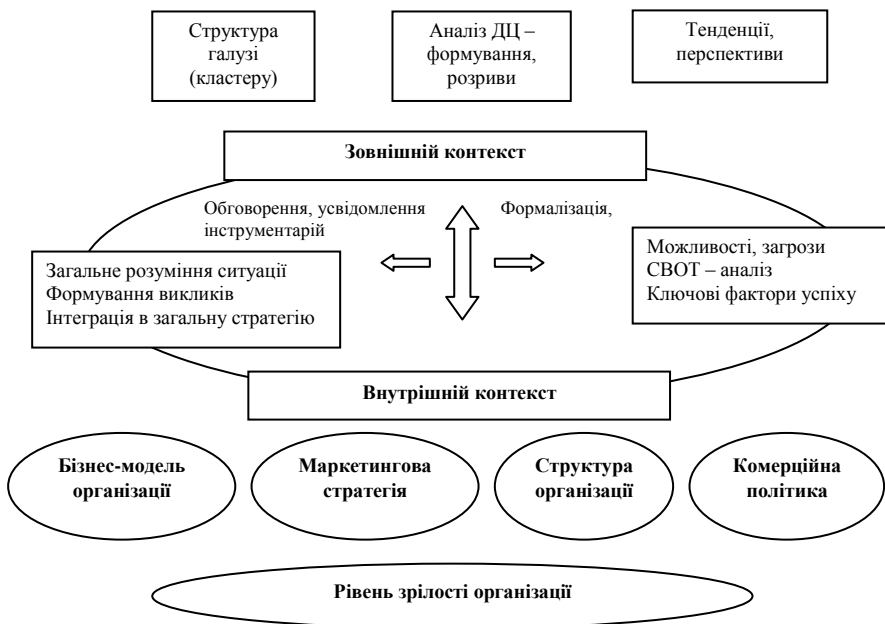 Структура
галузі
(кластеру)
Аналіз ДЦ –
формування,
розриви
Тенденції,
перспективи
Зовнішній контекст
Обговорення, усвідомлення
інструментарій
Формалізація,
Загальне розуміння ситуації
Формування викликів
Інтеграція в загальну стратегію
Можливості, загрози
СВОТ – аналіз
Ключові фактори успіху
Внутрішній контекст
Бізнес-модель
організації
Маркетингова
стратегія
Структура
організації
Комерційна
політика
Рівень зрілості організації